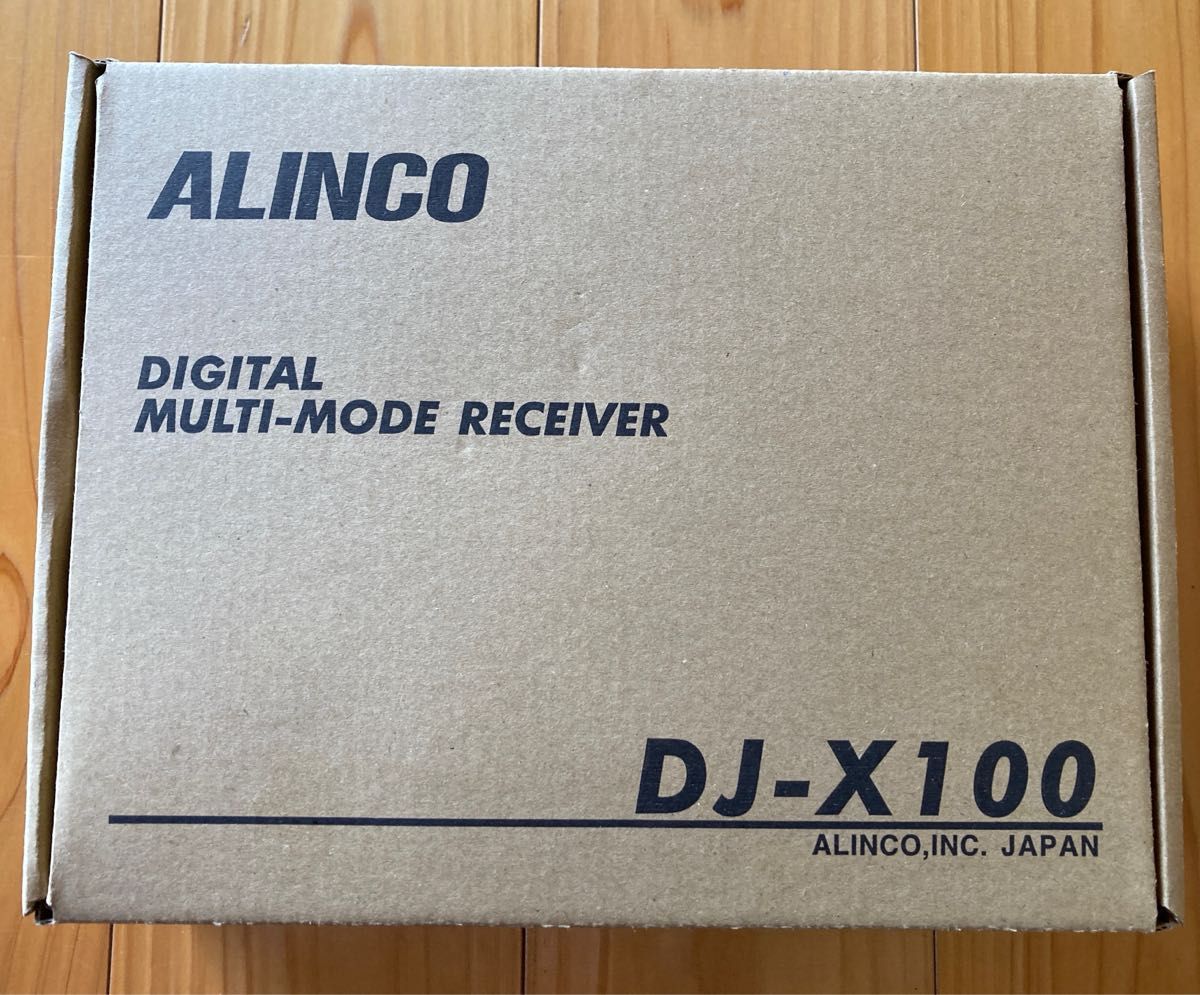 ALINCO
DIGITAL
MULTI-MODE RECEIVER
DJ-X100
ALINCO,INC. JAPAN